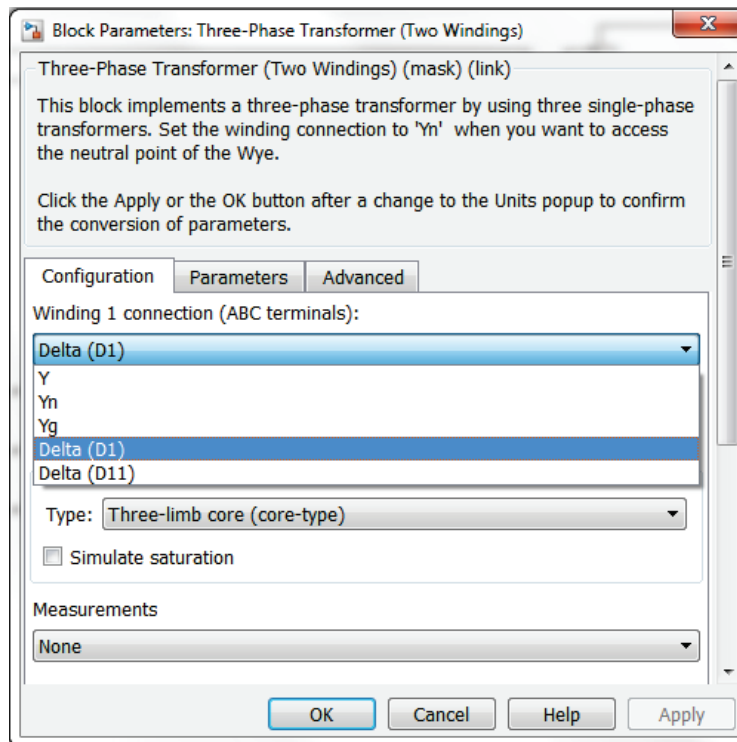 Block Parameters: Three-Phase Transformer (Two Windings)
Three-Phase Transformer (Two Windings) (mask) (link)
This block implements a three-phase transformer by using three single-phase
transformers. Set the winding connection to 'Yn' when you want to access
the neutral point of the Wye.
Click the Apply or the OK button after a change to the Units popup to confirm
the conversion of parameters.
Configuration Parameters Advanced
Winding 1 connection (ABC terminals):
Delta (D1)
Y
Yn
Yg
Delta (D1)
Delta (D11)
Type: Three-limb core (core-type)
Simulate saturation
Measurements
None
OK Cancel Help Apply